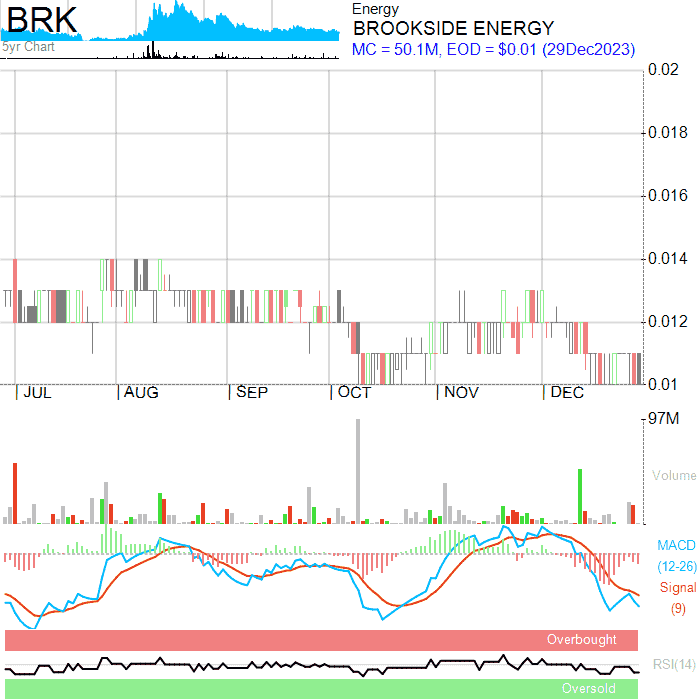 BRK
5yr Chart
Energy
BROOKSIDE ENERGY
MC = 50.1M, EOD = $0.01 (29Dec2023)
0.02
0.018
0.016
0.014
0.012
0.01
JUL AUG SEP OCT NOV DEC
97M
Volume
MACD
(12-26)
Signal
(9)
Overbought
RSI(14)
Oversold